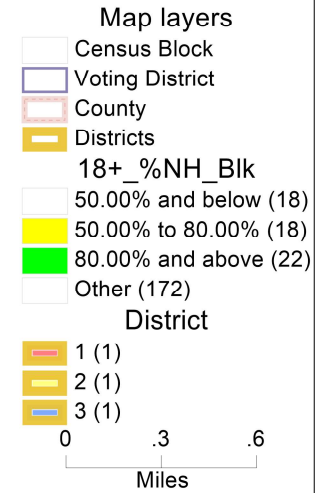 Map layers
Census Block
Voting District
County
Districts
18+_%NH_Blk
50.00% and below (18)
50.00% to 80.00% (18)
80.00% and above (22)
Other (172)
District
1 (1)
2 (1)
3 (1)
0 .3 .6
Miles